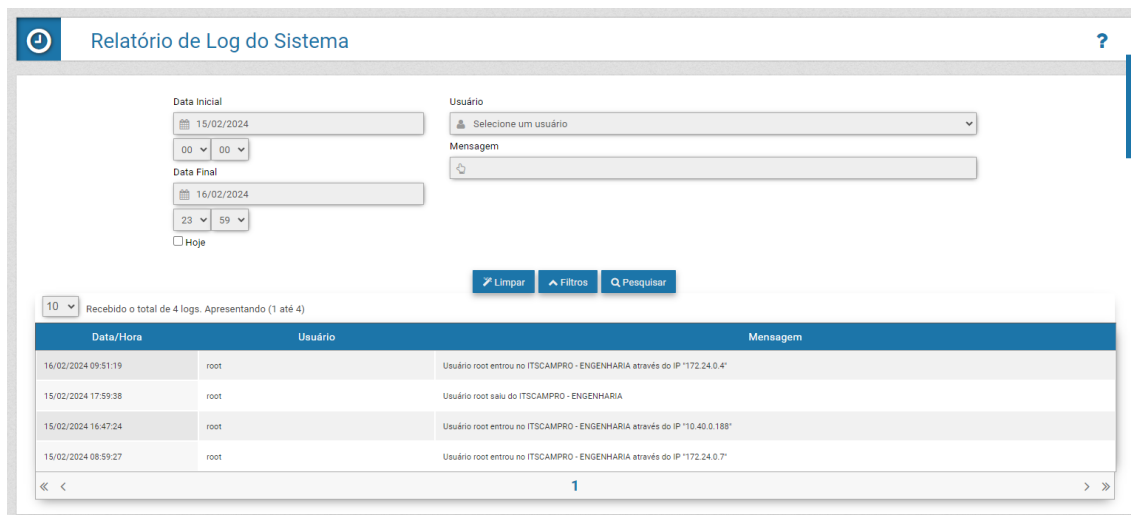 Relatório de Log do Sistema ?
Data Inicial
15/02/2024
00 00
Data Final
16/02/2024
23 59
Hoje
Usuário
Selecione um usuário
Mensagem
Limpar Filtros Pesquisar
10 Recebido o total de 4 logs. Apresentando (1 até 4)
Data/Hora Usuário Mensagem
16/02/2024 09:51:19 root Usuário root entrou no ITSCAMPRO - ENGENHARIA através do IP "172.24.0.4"
15/02/2024 17:59:38 root Usuário root saiu do ITSCAMPRO - ENGENHARIA
15/02/2024 16:47:24 root Usuário root entrou no ITSCAMPRO - ENGENHARIA através do IP "10.40.0.188"
15/02/2024 08:59:27 root Usuário root entrou no ITSCAMPRO - ENGENHARIA através do IP "172.24.0.7"
« < 1 > »